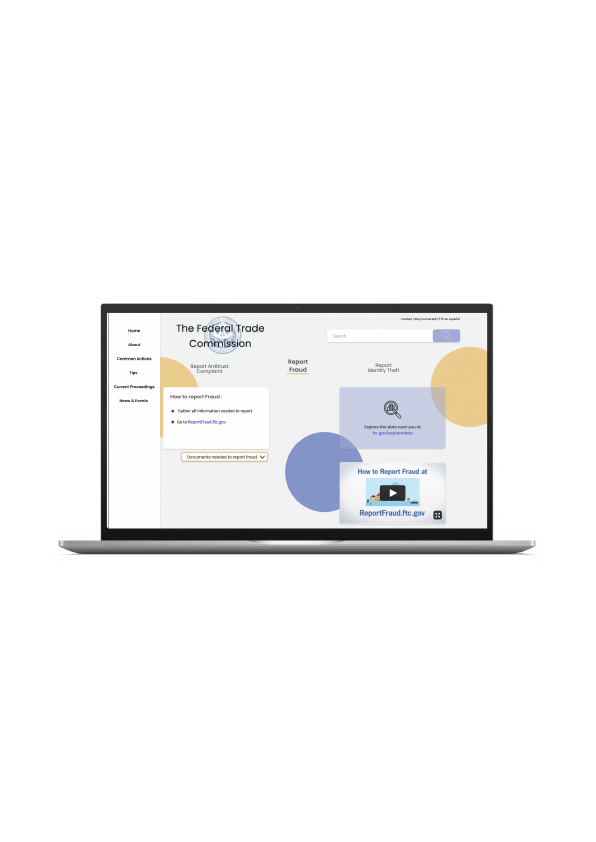 Contact | Stay Connected | FTC en español
The Federal Trade
Commission
Search
Home
About
Common Actions
Tips
Current Proceedings
News & Events
Report Antitrust
Complaint
Report
Fraud
Report
Identity Theft
How to report Fraud :
Gather all information needed to report
Go to ReportFraud.ftc.gov
Documents needed to report fraud
Explore the data need you at
ftc.gov/exploredata
How to Report Fraud at
ReportFraud.ftc.gov